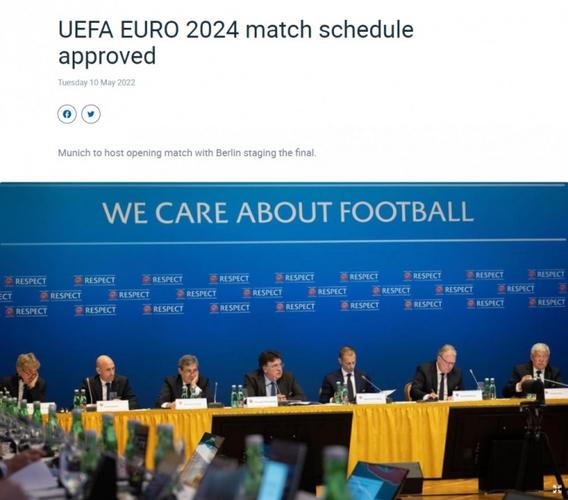 UEFA EURO 2024 match schedule
approved
Tuesday 10 May 2022
Munich to host opening match with Berlin staging the final.
WE CARE ABOUT FOOTBALL
RESPECT RESPECT RESPECT RESPECT RESPECT RESPECT RESPECT RESPECT RESPECT
ECT RESPECT RESPECT RESPECT RESPECT RESPECT RESPECT RESPECT RESPECT
RESPECT RESPECT RESPECT RESPECT RESPECT RESPECT RESPECT RESPECT RESPECT